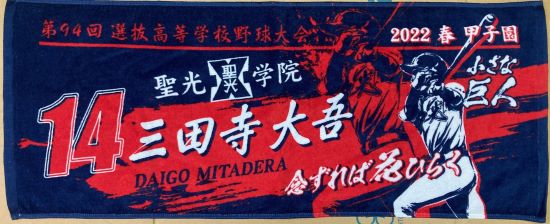 第94回 選抜高等学校野球大会
2022 春 甲子園
聖光 聖光 学院
小さな
巨人
14 三田寺大吾
DAIGO MITADERA
念ずれば花ひらく